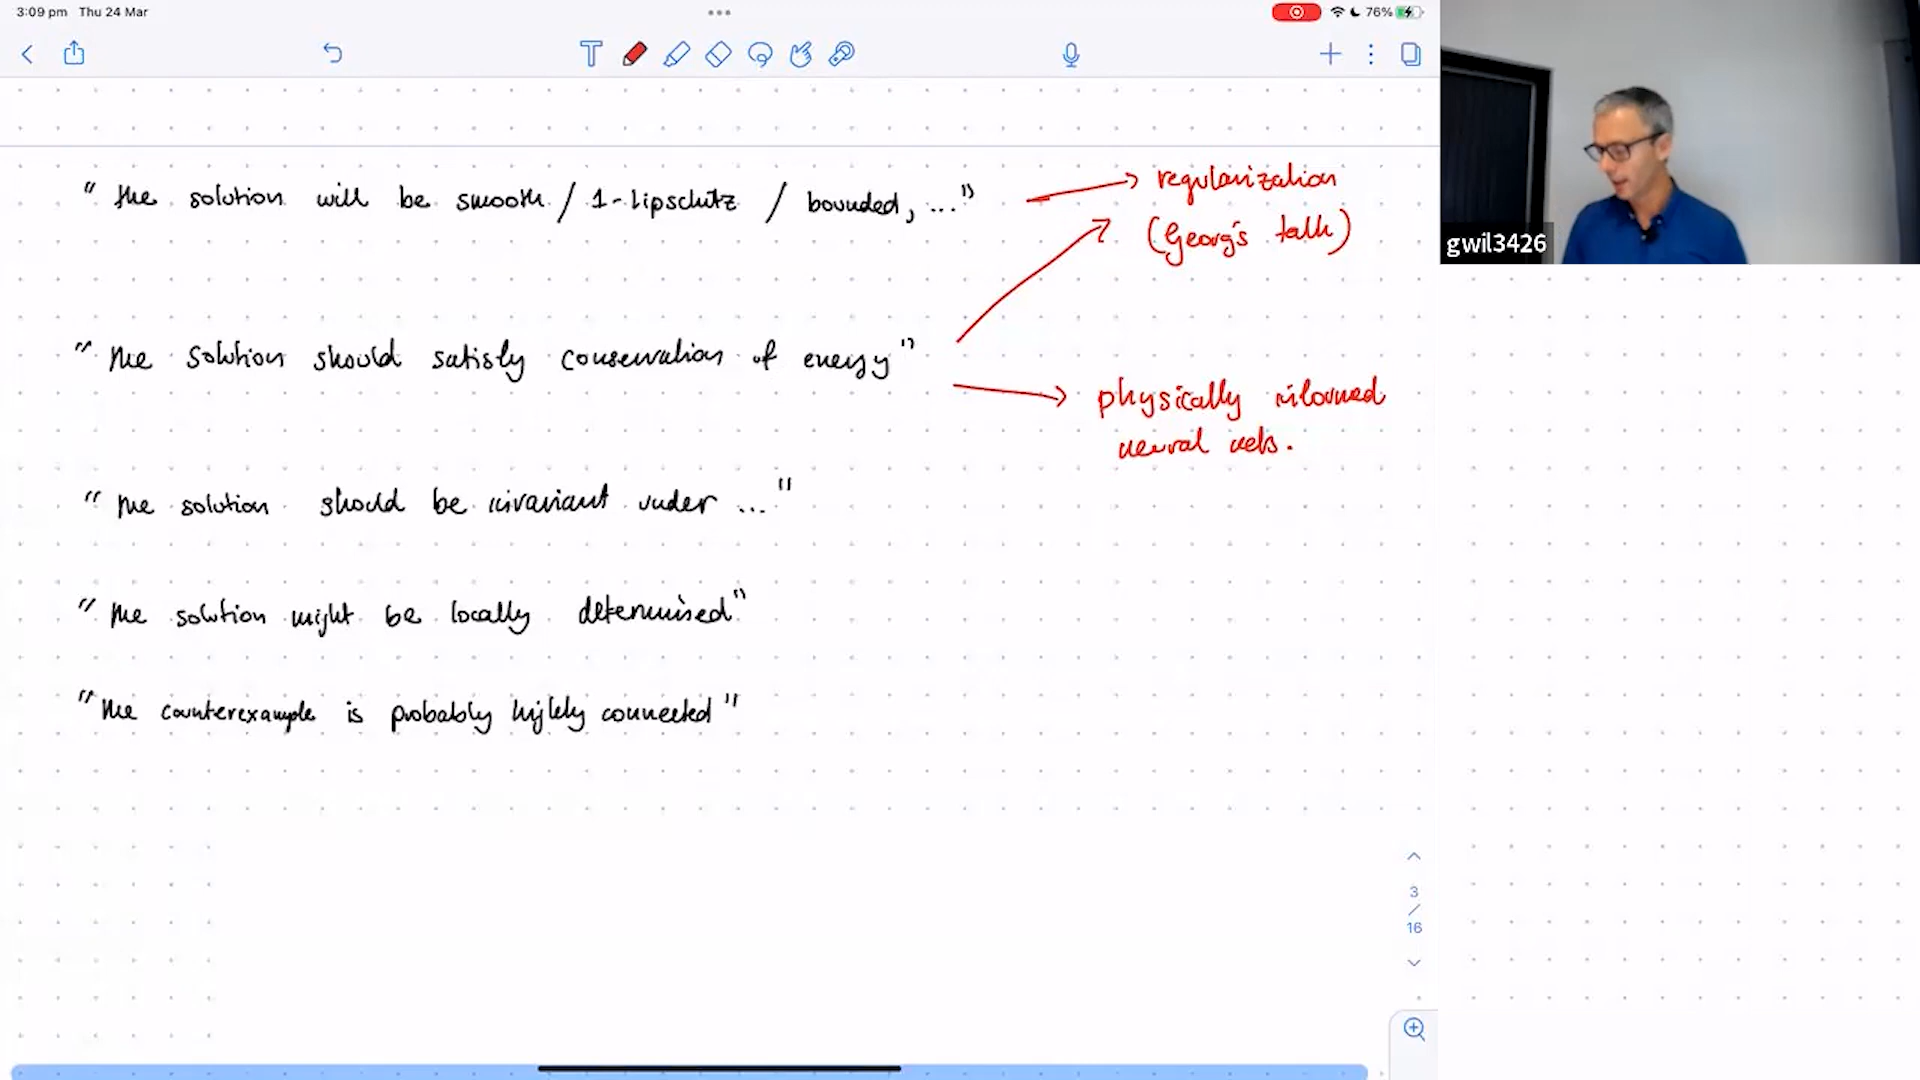 3:09 pm Thu 24 Mar
76%
"the solution will be smooth / 1-lipschitz / bounded, ..."
regularization
(Georg's talk)
gwil3426
"the solution should satisfy conservation of energy"
physically informed
neural nets.
"the solution should be invariant under ..."
"the solution might be locally determined"
"the counterexample is probably highly connected"
3
/
16